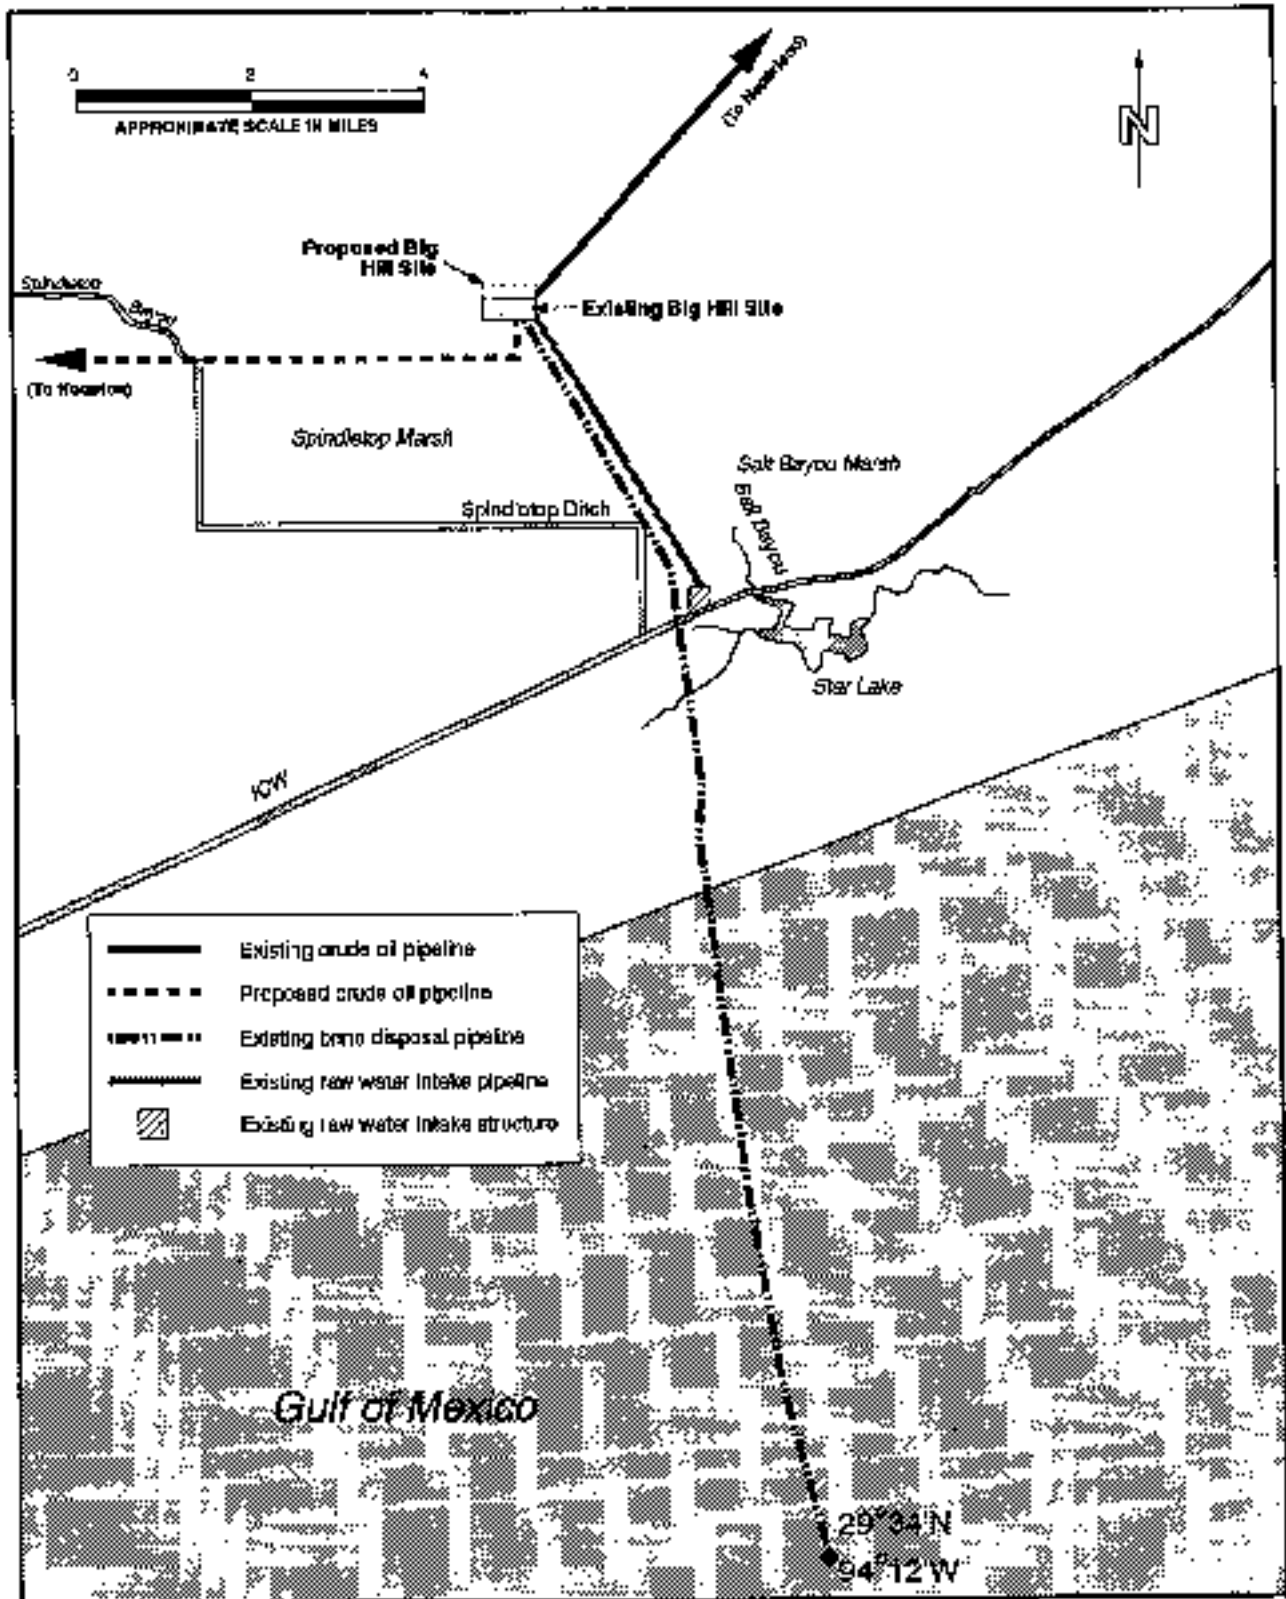 0 2 4
APPROXIMATE SCALE IN MILES
(To Nederland)
N
Proposed Big
Hill Site
Existing Big Hill Site
Spindletop
Bayou
(To Houston)
Spindletop Marsh
Salt Bayou Marsh
Salt Bayou
Spindletop Ditch
Star Lake
ICW
Existing crude oil pipeline
Proposed crude oil pipeline
Existing brine disposal pipeline
Existing raw water intake pipeline
Existing raw water intake structure
Gulf of Mexico
29°34'N
94°12'W